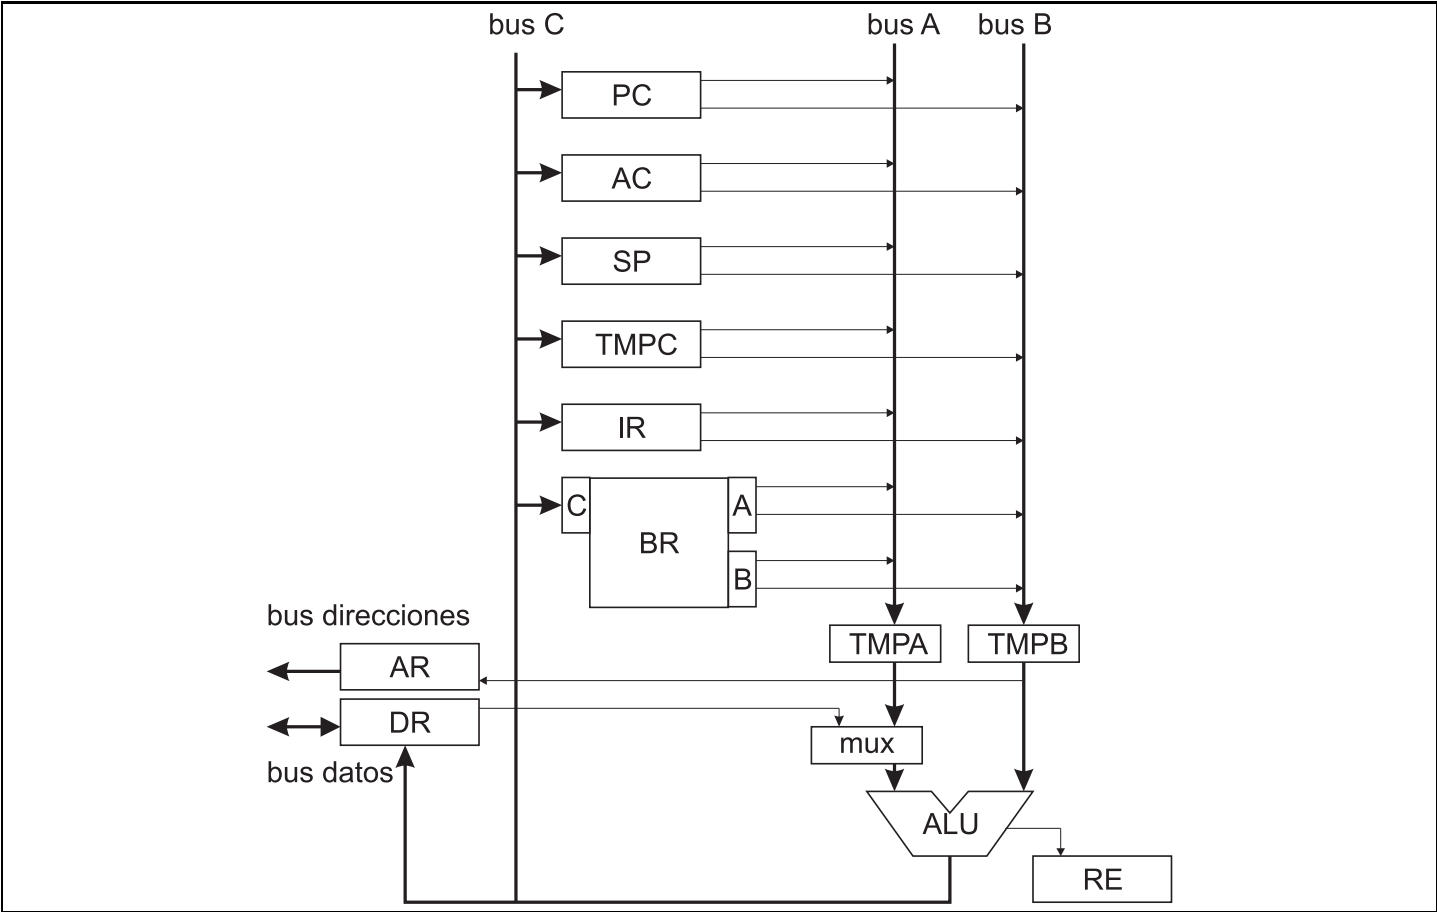 bus C
bus A
bus B
PC
AC
SP
TMPC
IR
C
A
BR
B
bus direcciones
TMPA
TMPB
AR
DR
mux
bus datos
ALU
RE